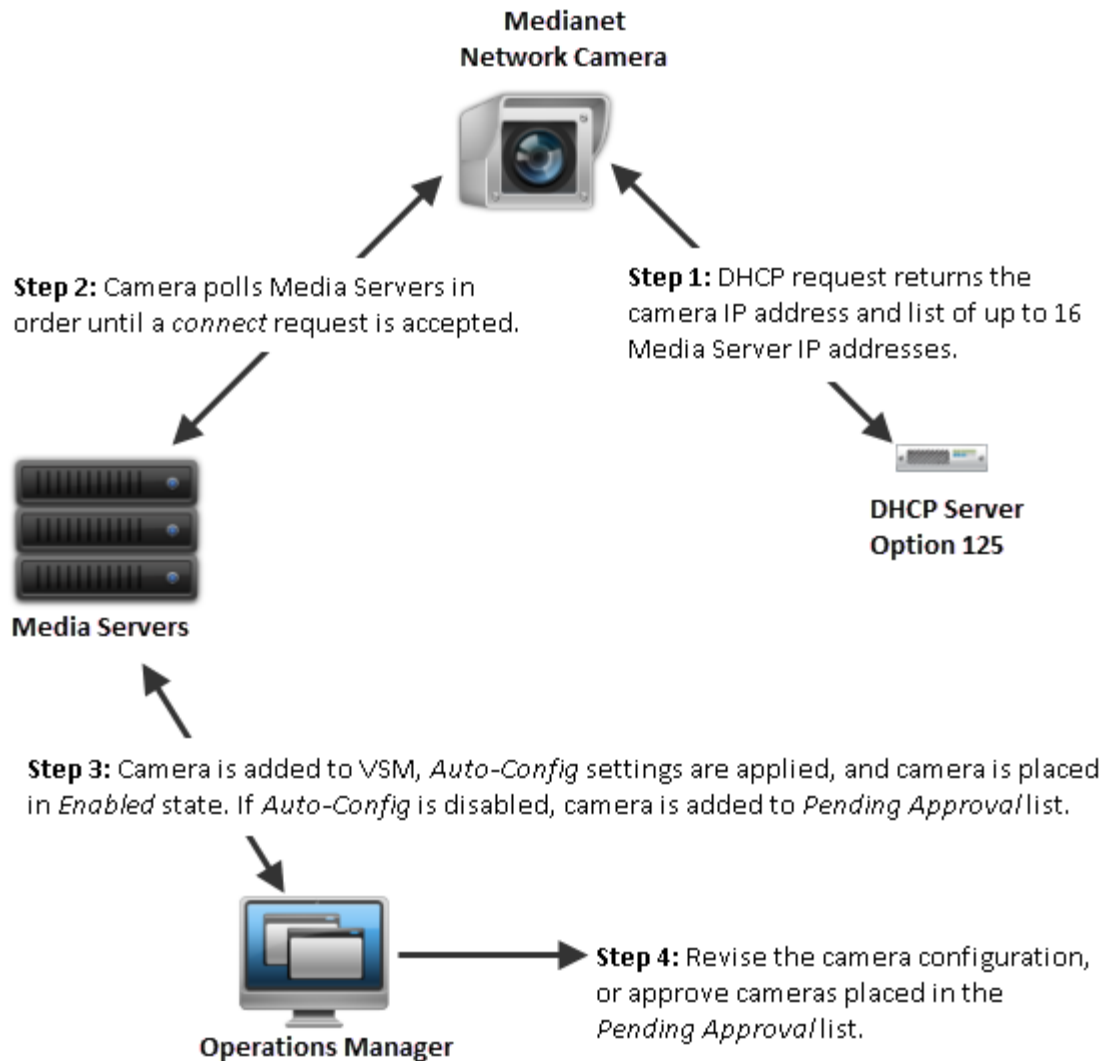 Medianet
Network Camera
Step 1: DHCP request returns the
camera IP address and list of up to 16
Media Server IP addresses.
Step 2: Camera polls Media Servers in
order until a connect request is accepted.
DHCP Server
Option 125
Media Servers
Step 3: Camera is added to VSM, Auto-Config settings are applied, and camera is placed
in Enabled state. If Auto-Config is disabled, camera is added to Pending Approval list.
Step 4: Revise the camera configuration,
or approve cameras placed in the
Pending Approval list.
Operations Manager